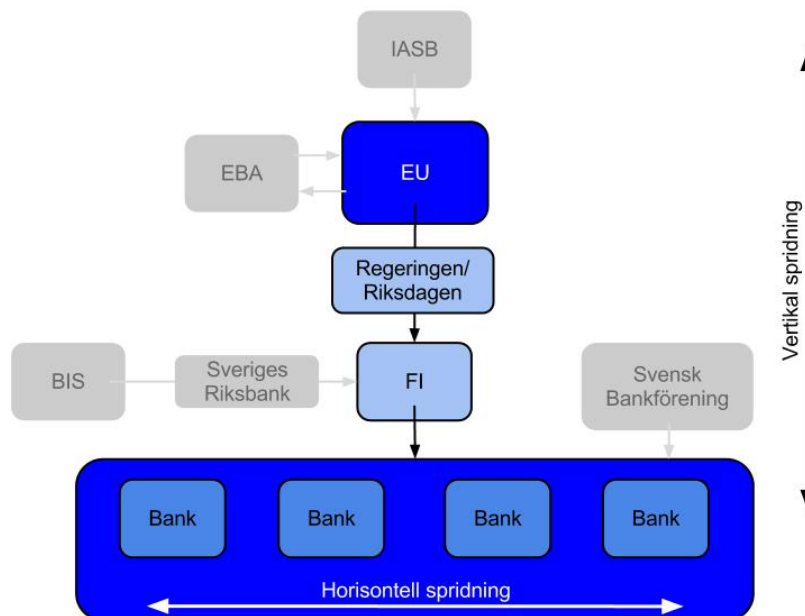 IASB
EBA
EU
Regeringen/
Riksdagen
BIS
Sveriges
Riksbank
FI
Svensk
Bankförening
Bank
Bank
Bank
Bank
Horisontell spridning
Vertikal spridning